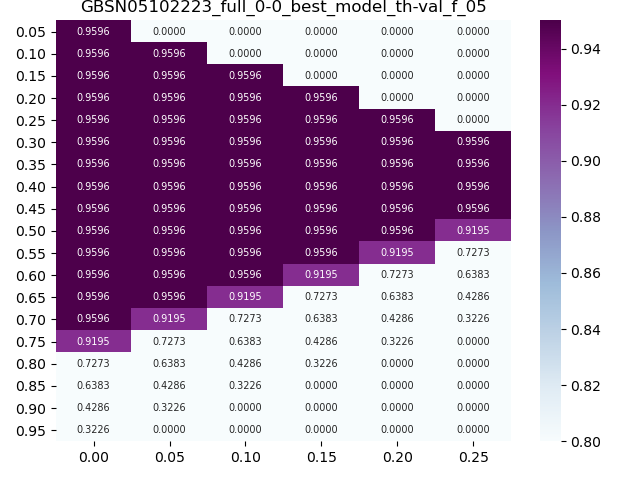 GBSN05102223_full_0-0_best_model_th-val_f_05
0.05 0.9596 0.0000 0.0000 0.0000 0.0000 0.0000
0.10 0.9596 0.9596 0.0000 0.0000 0.0000 0.0000
0.15 0.9596 0.9596 0.9596 0.0000 0.0000 0.0000
0.20 0.9596 0.9596 0.9596 0.9596 0.0000 0.0000
0.25 0.9596 0.9596 0.9596 0.9596 0.9596 0.0000
0.30 0.9596 0.9596 0.9596 0.9596 0.9596 0.9596
0.35 0.9596 0.9596 0.9596 0.9596 0.9596 0.9596
0.40 0.9596 0.9596 0.9596 0.9596 0.9596 0.9596
0.45 0.9596 0.9596 0.9596 0.9596 0.9596 0.9596
0.50 0.9596 0.9596 0.9596 0.9596 0.9596 0.9195
0.55 0.9596 0.9596 0.9596 0.9596 0.9195 0.7273
0.60 0.9596 0.9596 0.9596 0.9195 0.7273 0.6383
0.65 0.9596 0.9596 0.9195 0.7273 0.6383 0.4286
0.70 0.9596 0.9195 0.7273 0.6383 0.4286 0.3226
0.75 0.9195 0.7273 0.6383 0.4286 0.3226 0.0000
0.80 0.7273 0.6383 0.4286 0.3226 0.0000 0.0000
0.85 0.6383 0.4286 0.3226 0.0000 0.0000 0.0000
0.90 0.4286 0.3226 0.0000 0.0000 0.0000 0.0000
0.95 0.3226 0.0000 0.0000 0.0000 0.0000 0.0000
0.00 0.05 0.10 0.15 0.20 0.25
0.94
0.92
0.90
0.88
0.86
0.84
0.82
0.80